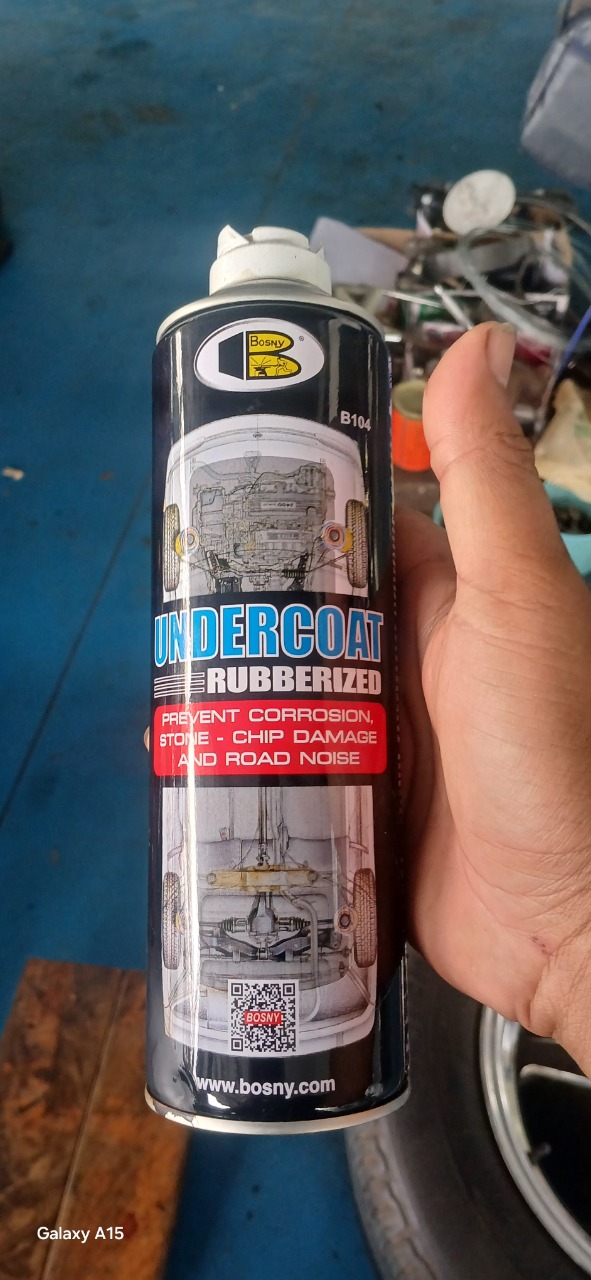 BOSNY
B104
UNDERCOAT
RUBBERIZED
PREVENT CORROSION,
STONE - CHIP DAMAGE
AND ROAD NOISE
BOSNY
www.bosny.com
Galaxy A15